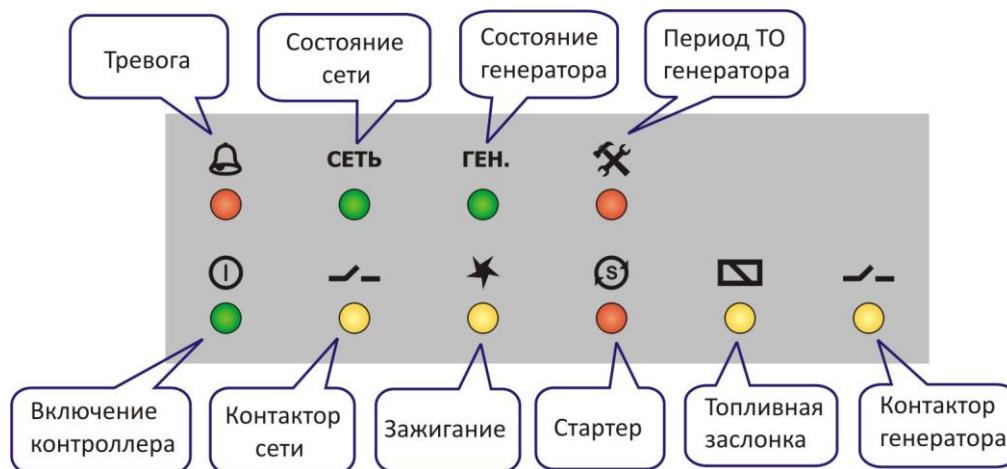 Тревога
Состояние
сети
Состояние
генератора
Период ТО
генератора
СЕТЬ
ГЕН.
S
Включение
контроллера
Контактор
сети
Зажигание
Стартер
Топливная
заслонка
Контактор
генератора